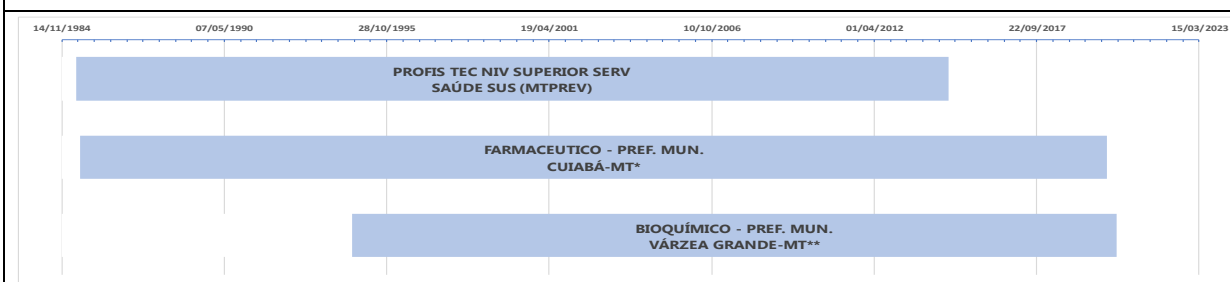 14/11/1984 07/05/1990 28/10/1995 19/04/2001 10/10/2006 01/04/2012 22/09/2017 15/03/2023
PROFIS TEC NIV SUPERIOR SERV
SAÚDE SUS (MTPREV)
FARMACEUTICO - PREF. MUN.
CUIABÁ-MT*
BIOQUÍMICO - PREF. MUN.
VÁRZEA GRANDE-MT**